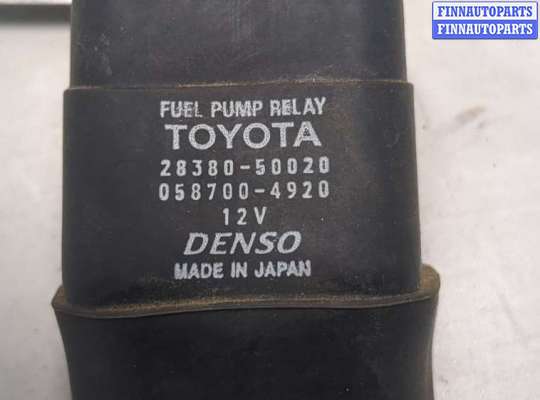 FINNAUTOPARTS
FINNAUTOPARTS
FUEL PUMP RELAY
TOYOTA
28380-50020
058700-4920
12V
DENSO
MADE IN JAPAN